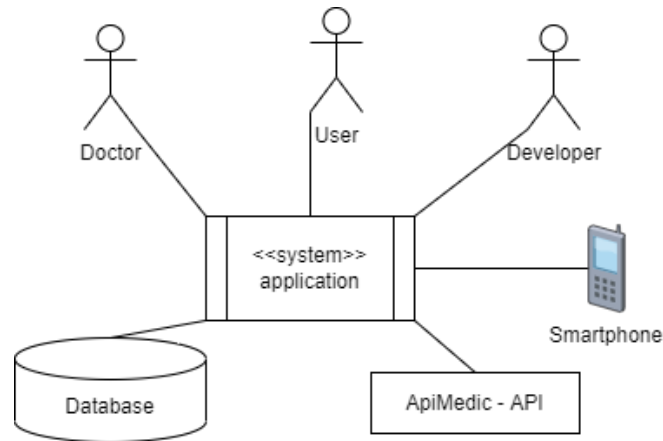 Doctor
User
Developer
<<system>>
application
Smartphone
Database
ApiMedic - API